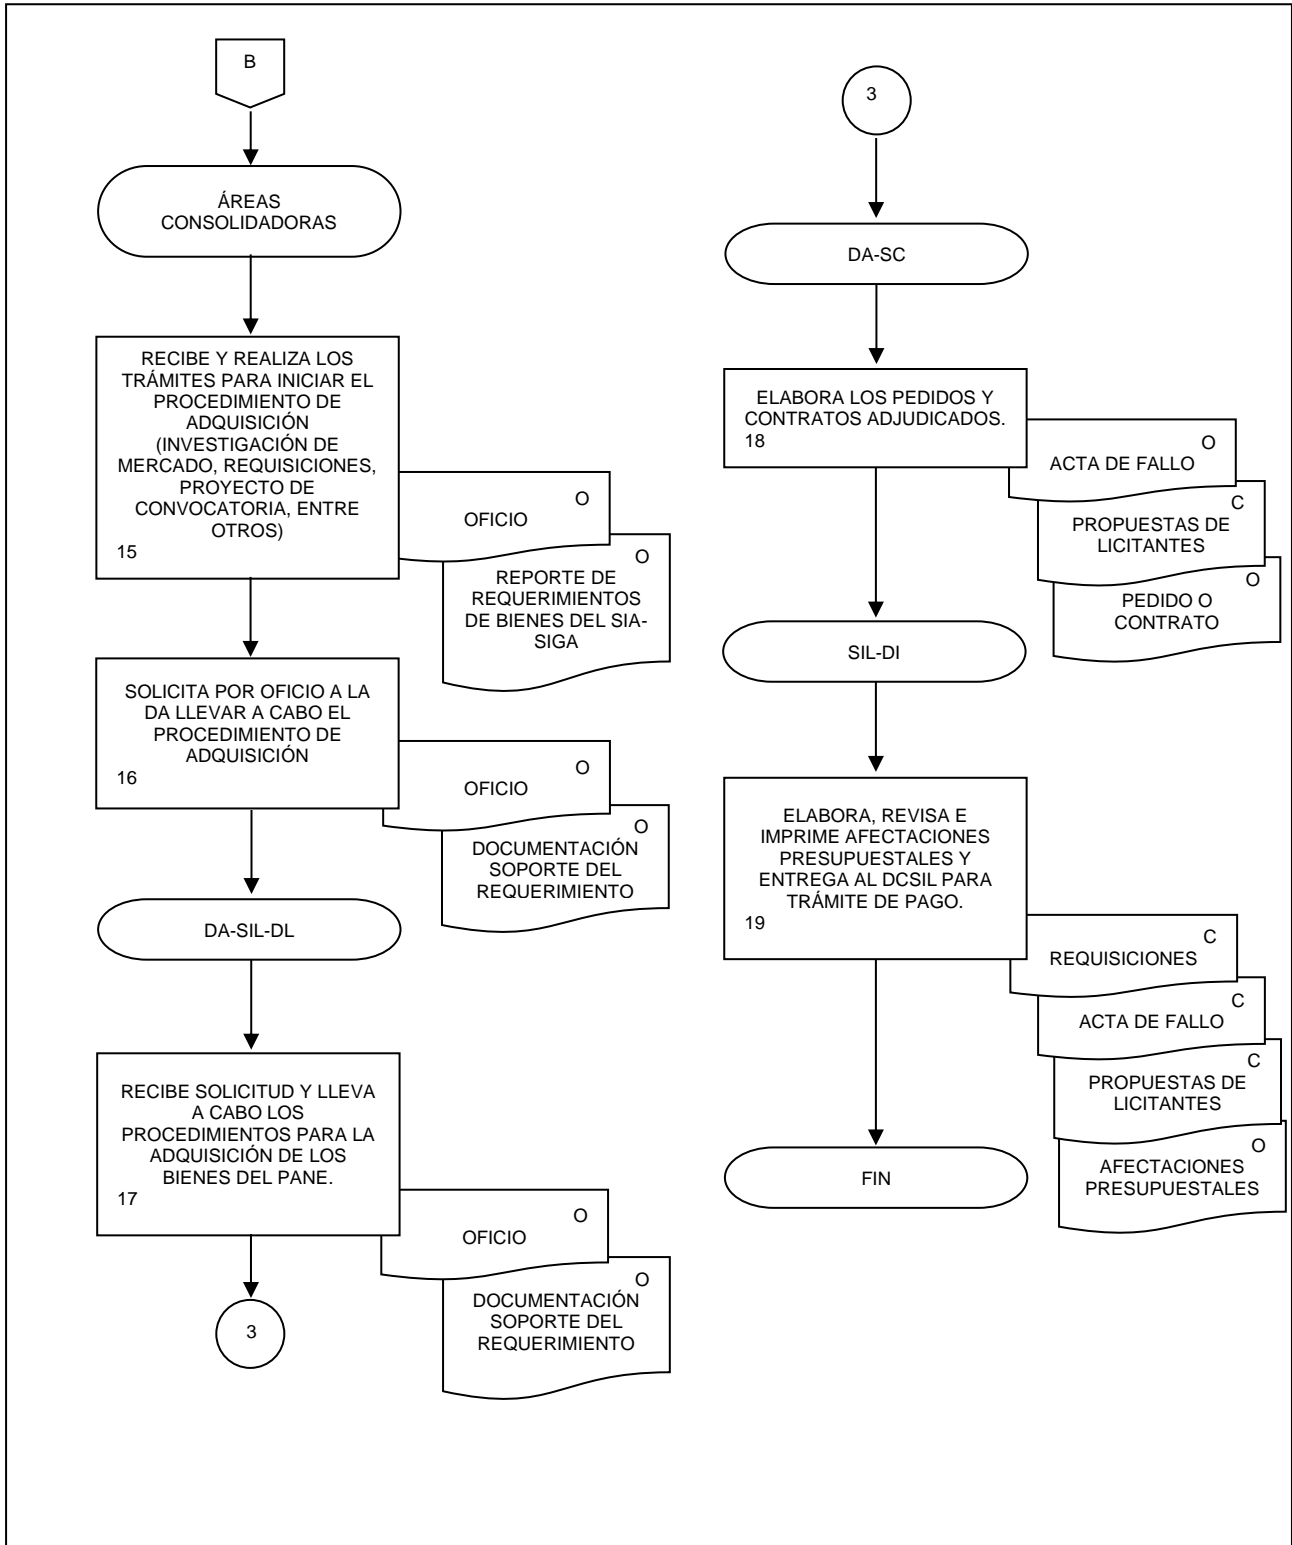 B
ÁREAS
CONSOLIDADORAS
RECIBE Y REALIZA LOS
TRÁMITES PARA INICIAR EL
PROCEDIMIENTO DE
ADQUISICIÓN
(INVESTIGACIÓN DE
MERCADO, REQUISICIONES,
PROYECTO DE
CONVOCATORIA, ENTRE
OTROS)
15
O
OFICIO
O
REPORTE DE
REQUERIMIENTOS
DE BIENES DEL SIA-
SIGA
SOLICITA POR OFICIO A LA
DA LLEVAR A CABO EL
PROCEDIMIENTO DE
ADQUISICIÓN
16
O
OFICIO
O
DOCUMENTACIÓN
SOPORTE DEL
REQUERIMIENTO
DA-SIL-DL
RECIBE SOLICITUD Y LLEVA
A CABO LOS
PROCEDIMIENTOS PARA LA
ADQUISICIÓN DE LOS
BIENES DEL PANE.
17
O
OFICIO
O
DOCUMENTACIÓN
SOPORTE DEL
REQUERIMIENTO
3
3
DA-SC
ELABORA LOS PEDIDOS Y
CONTRATOS ADJUDICADOS.
18
O
ACTA DE FALLO
C
PROPUESTAS DE
LICITANTES
O
PEDIDO O
CONTRATO
SIL-DI
ELABORA, REVISA E
IMPRIME AFECTACIONES
PRESUPUESTALES Y
ENTREGA AL DCSIL PARA
TRÁMITE DE PAGO.
19
C
REQUISICIONES
C
ACTA DE FALLO
C
PROPUESTAS DE
LICITANTES
O
AFECTACIONES
PRESUPUESTALES
FIN